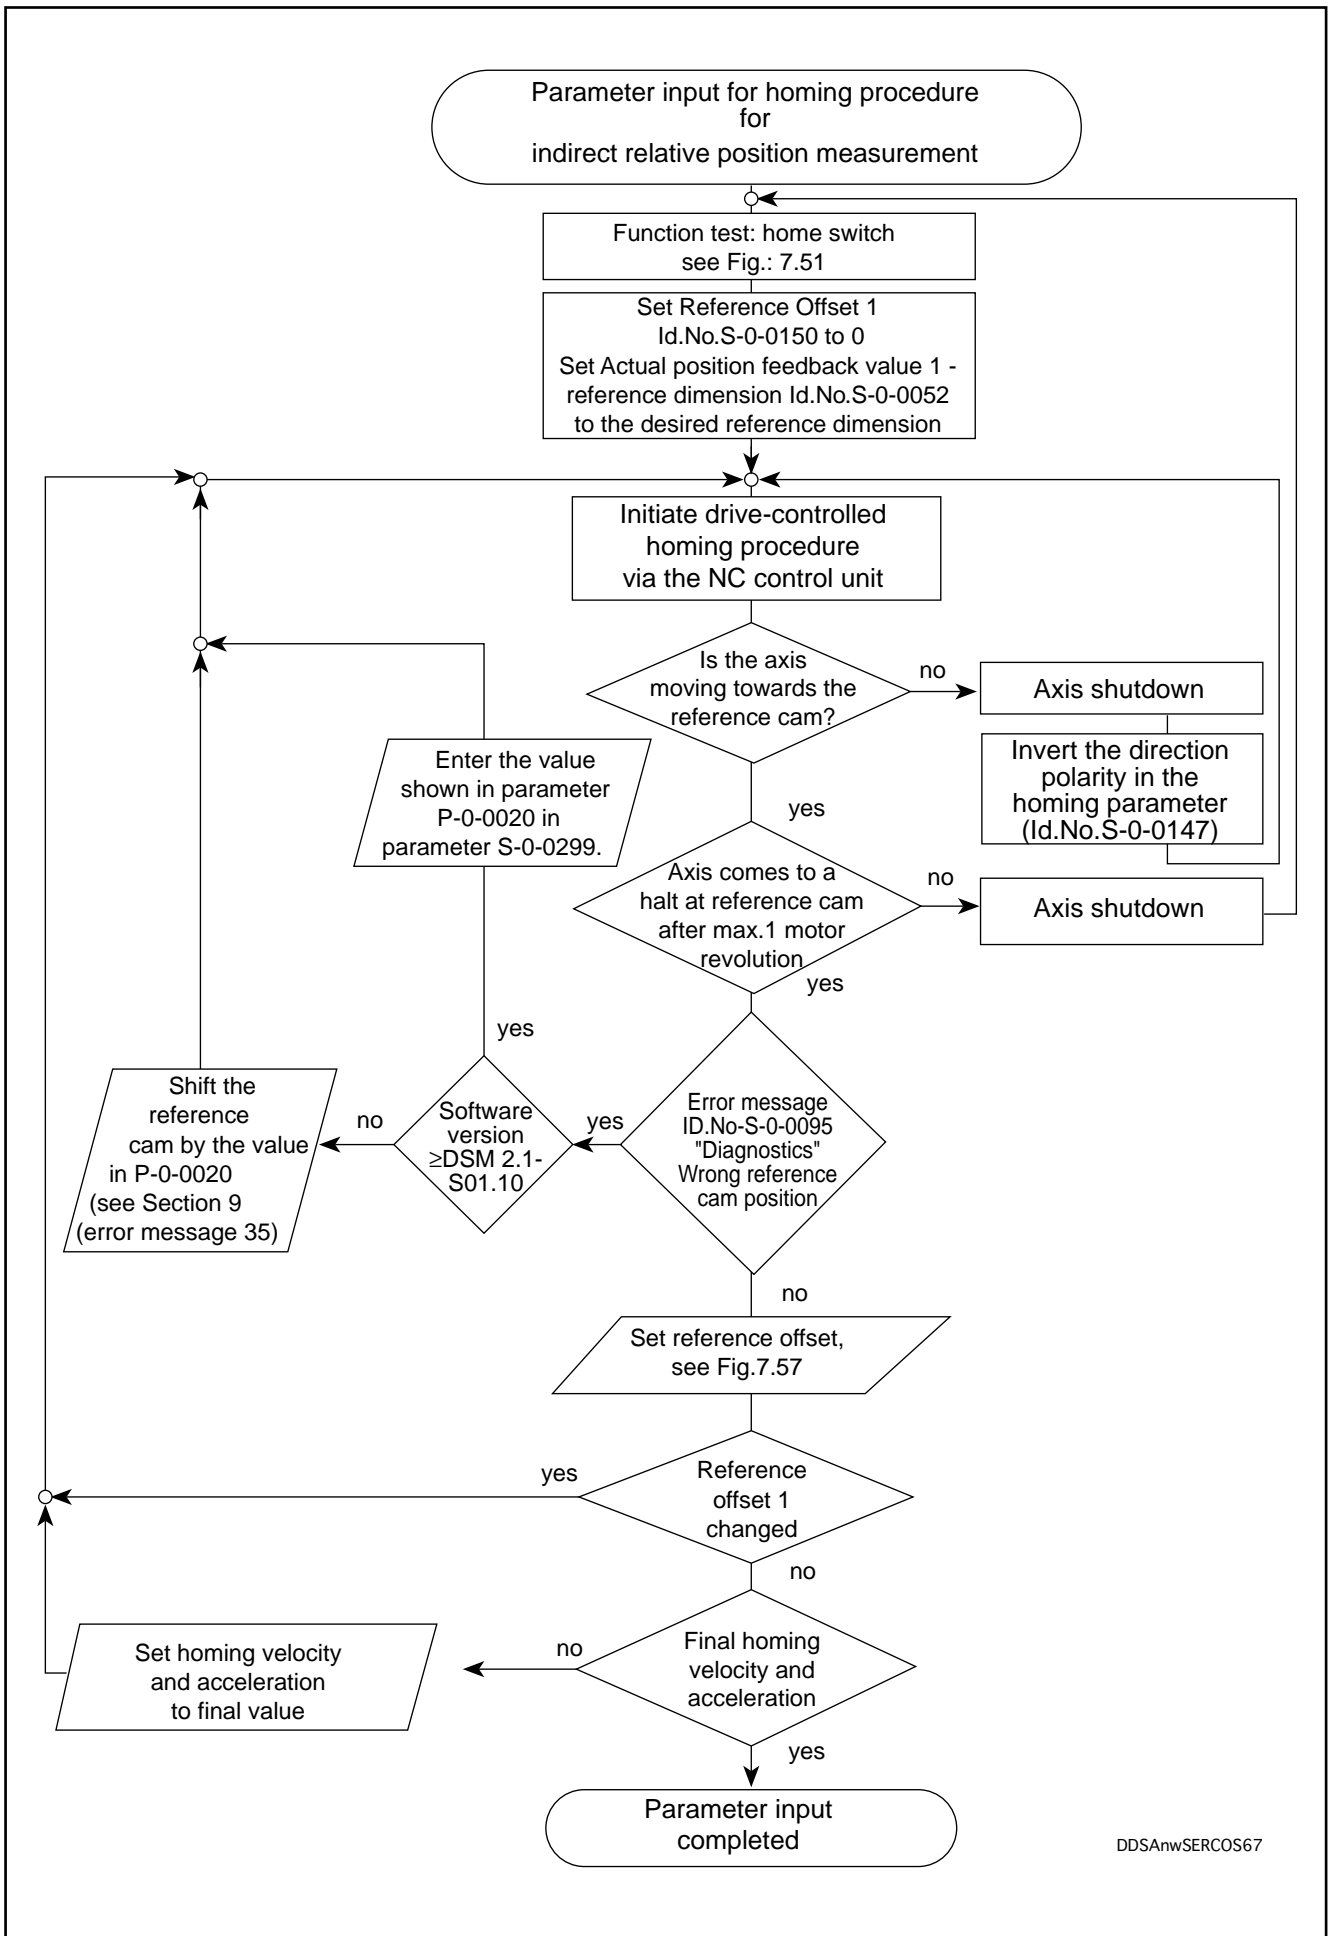 Parameter input for homing procedure
for
indirect relative position measurement
Function test: home switch
see Fig.: 7.51
Set Reference Offset 1
Id.No.S-0-0150 to 0
Set Actual position feedback value 1 -
reference dimension Id.No.S-0-0052
to the desired reference dimension
Initiate drive-controlled
homing procedure
via the NC control unit
Is the axis
moving towards the
reference cam?
no
Axis shutdown
Invert the direction
polarity in the
homing parameter
(Id.No.S-0-0147)
yes
Enter the value
shown in parameter
P-0-0020 in
parameter S-0-0299.
Axis comes to a
halt at reference cam
after max.1 motor
revolution
no
Axis shutdown
yes
Error message
ID.No-S-0-0095
"Diagnostics"
Wrong reference
cam position
yes
Software
version
≥DSM 2.1-
S01.10
yes
no
Shift the
reference
cam by the value
in P-0-0020
(see Section 9
(error message 35)
no
Set reference offset,
see Fig.7.57
Reference
offset 1
changed
yes
no
Final homing
velocity and
acceleration
no
Set homing velocity
and acceleration
to final value
yes
Parameter input
completed
DDSAnwSERCOS67